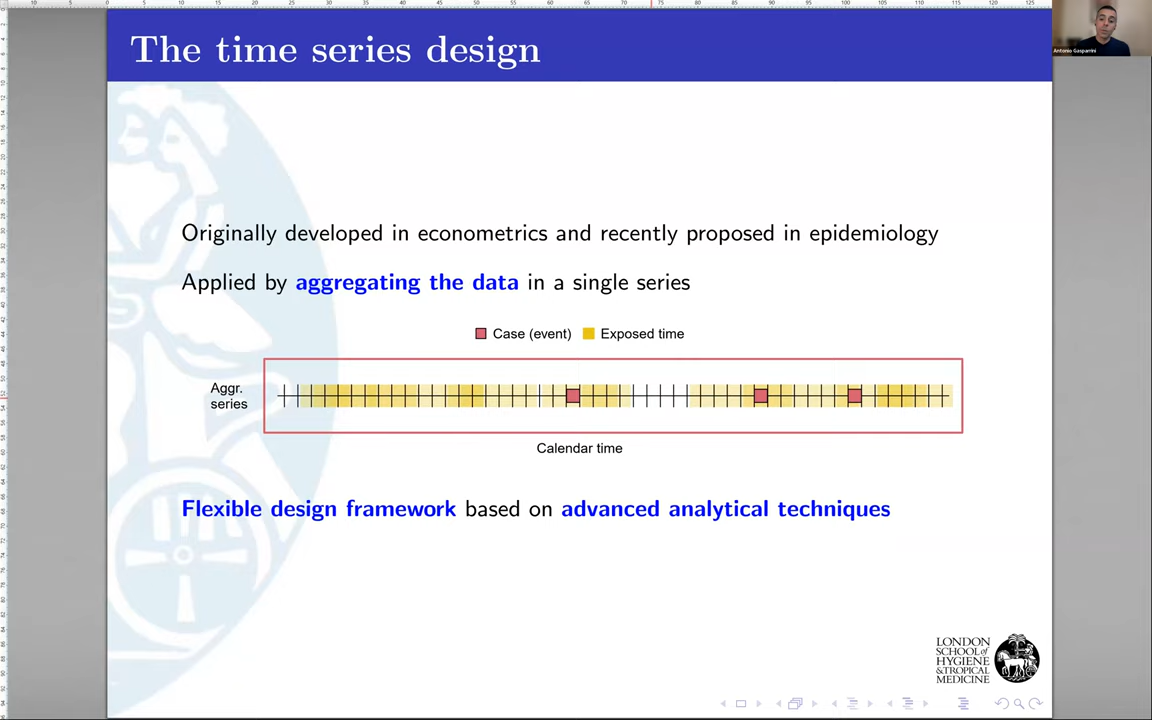 The time series design
Antonio Gasparrini
Originally developed in econometrics and recently proposed in epidemiology
Applied by aggregating the data in a single series
Case (event) Exposed time
Aggr.
series
Calendar time
Flexible design framework based on advanced analytical techniques
LONDON
SCHOOL of
HYGIENE
& TROPICAL
MEDICINE